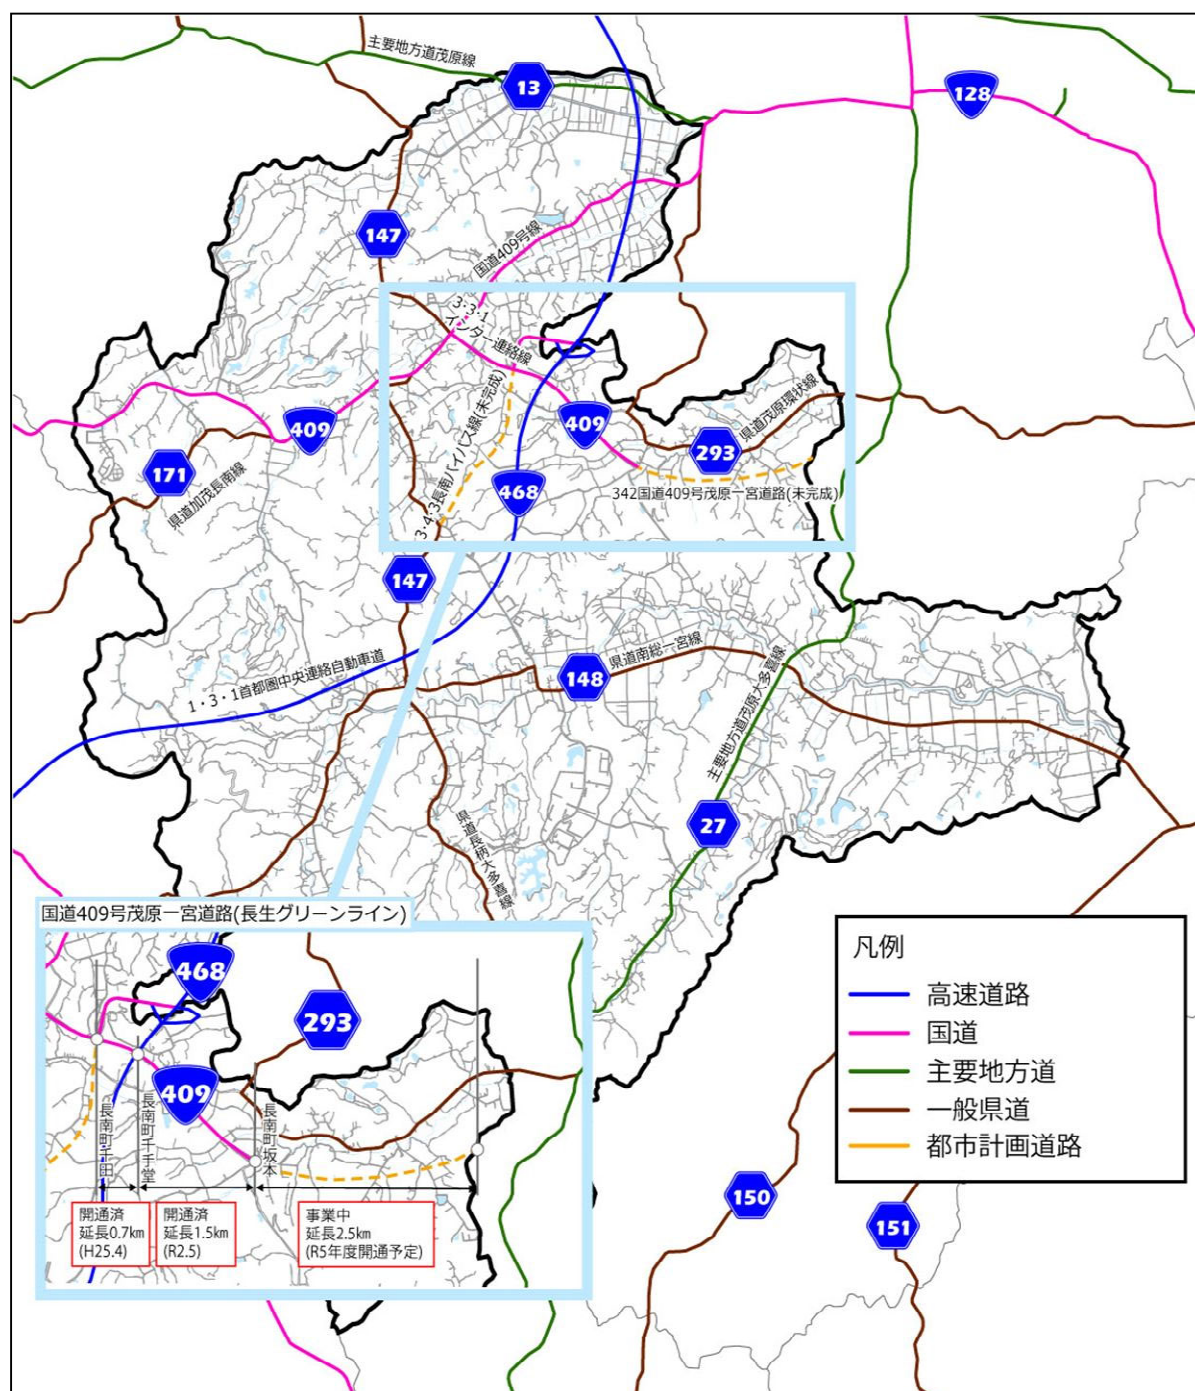 主要地方道茂原線
13
128
147
国道409号線
3・3・1
インター連絡線
3・4・3長南バイパス線(未完成)
409
409
県道茂原環状線
293
171
県道加茂長南線
468
342国道409号茂原一宮道路(未完成)
147
1・3・1首都圏中央連絡自動車道
148
県道南総一宮線
主要地方道茂原大多喜線
27
県道長柄大多喜線
国道409号茂原一宮道路(長生グリーンライン)
468
293
409
長南町千田
長南町千手堂
長南町坂本
開通済
延長0.7㎞
(H25.4)
開通済
延長1.5㎞
(R2.5)
事業中
延長2.5㎞
(R5年度開通予定)
凡例
高速道路
国道
主要地方道
一般県道
都市計画道路
150
151